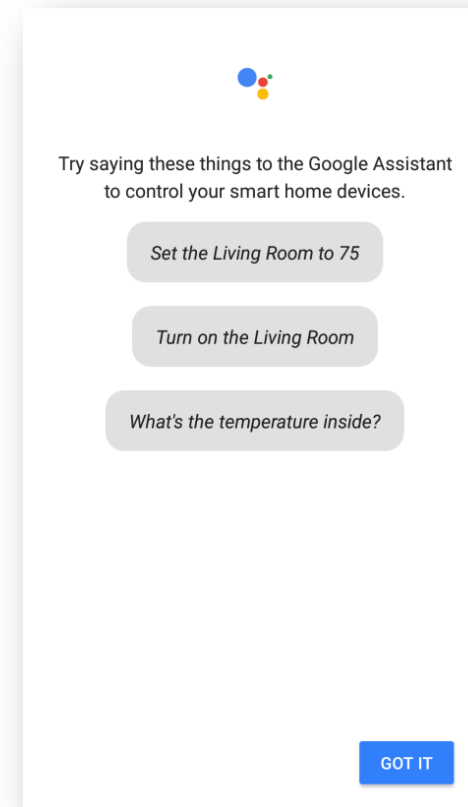 Try saying these things to the Google Assistant
to control your smart home devices.
Set the Living Room to 75
Turn on the Living Room
What's the temperature inside?
GOT IT